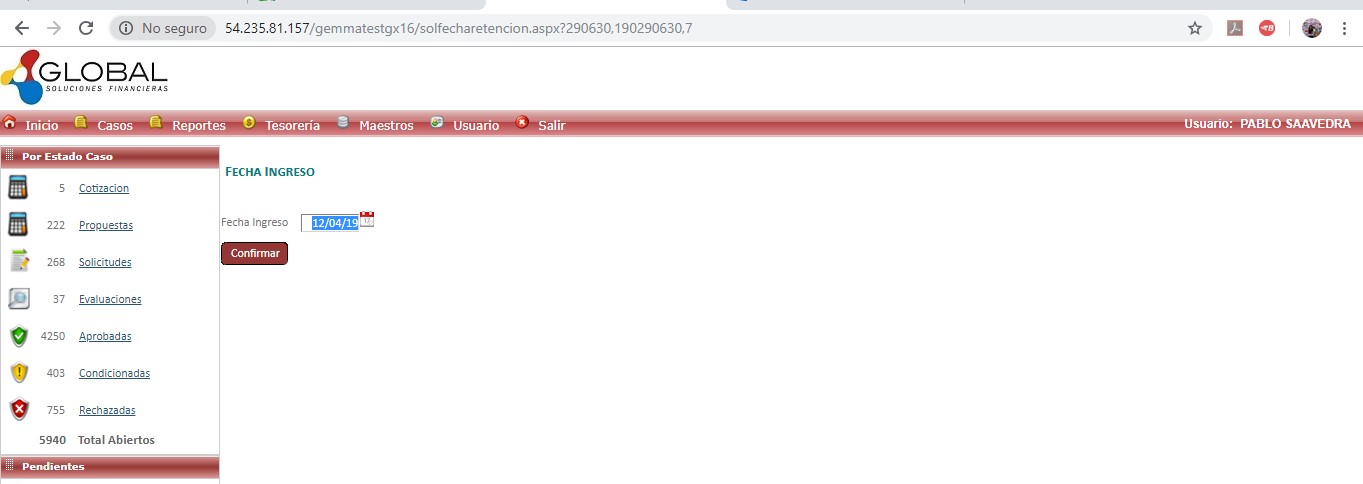 No seguro 54.235.81.157/gemmatestgx16/solfecharetencion.aspx?290630,190290630,7
GLOBAL
SOLUCIONES FINANCIERAS
Inicio Casos Reportes Tesorería Maestros Usuario Salir Usuario: PABLO SAAVEDRA
Por Estado Caso
FECHA INGRESO
5 Cotizacion
222 Propuestas
Fecha Ingreso 12/04/19
Confirmar
268 Solicitudes
37 Evaluaciones
4250 Aprobadas
403 Condicionadas
755 Rechazadas
5940 Total Abiertos
Pendientes